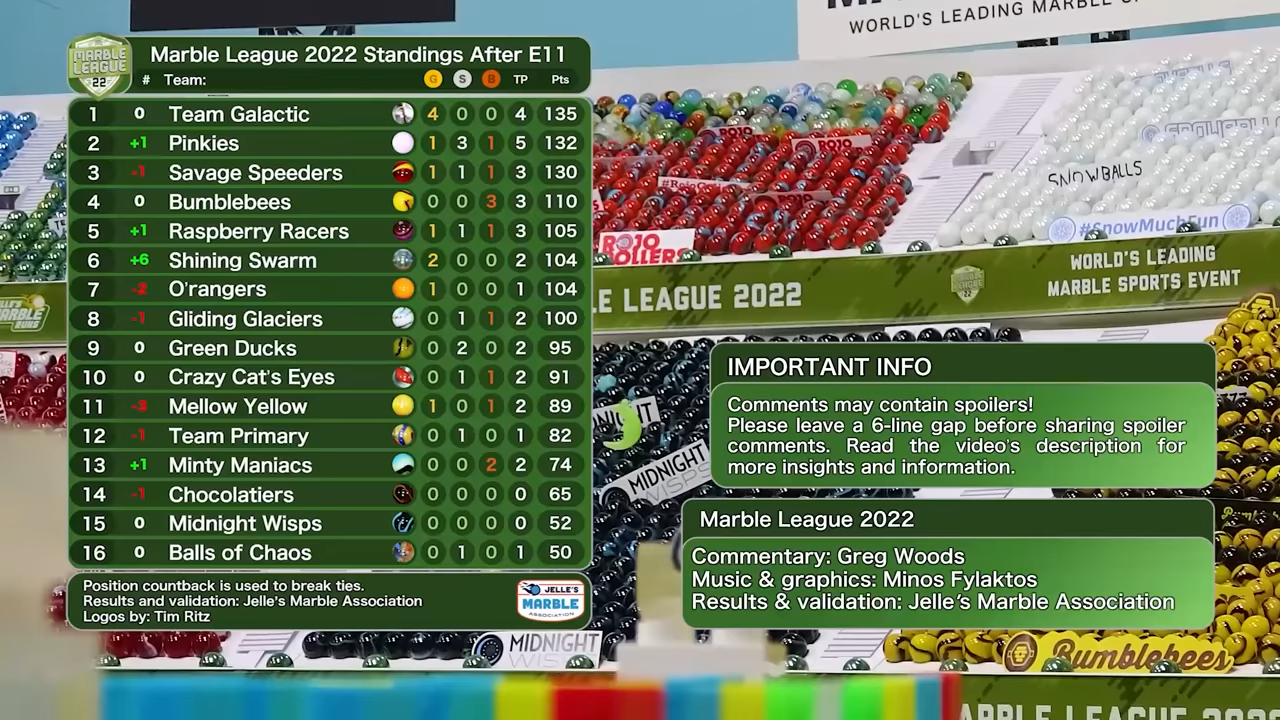 WORLD'S LEADING MARBLE
MARBLE
LEAGUE
'22
Marble League 2022 Standings After E11
# Team: G S B TP Pts
1 0 Team Galactic 4 0 0 4 135
2 +1 Pinkies 1 3 1 5 132
3 -1 Savage Speeders 1 1 1 3 130
4 0 Bumblebees 0 0 3 3 110
5 +1 Raspberry Racers 1 1 1 3 105
6 +6 Shining Swarm 2 0 0 2 104
7 -2 O'rangers 1 0 0 1 104
8 -1 Gliding Glaciers 0 1 1 2 100
9 0 Green Ducks 0 2 0 2 95
10 0 Crazy Cat's Eyes 0 1 1 2 91
11 -3 Mellow Yellow 1 0 1 2 89
12 -1 Team Primary 0 1 0 1 82
13 +1 Minty Maniacs 0 0 2 2 74
14 -1 Chocolatiers 0 0 0 0 65
15 0 Midnight Wisps 0 0 0 0 52
16 0 Balls of Chaos 0 1 0 1 50
Position countback is used to break ties.
Results and validation: Jelle's Marble Association
Logos by: Tim Ritz
JELLE'S
MARBLE
ASSOCIATION
SNOWBALLS
#SnowMuchFun
ROJO
ROLLERS
LEAGUE 2022
WORLD'S LEADING
MARBLE SPORTS EVENT
IMPORTANT INFO
Comments may contain spoilers!
Please leave a 6-line gap before sharing spoiler
comments. Read the video's description for
more insights and information.
MIDNIGHT
WISPS
Marble League 2022
Commentary: Greg Woods
Music & graphics: Minos Fylaktos
Results & validation: Jelle's Marble Association
MIDNIGHT
Bumblebees